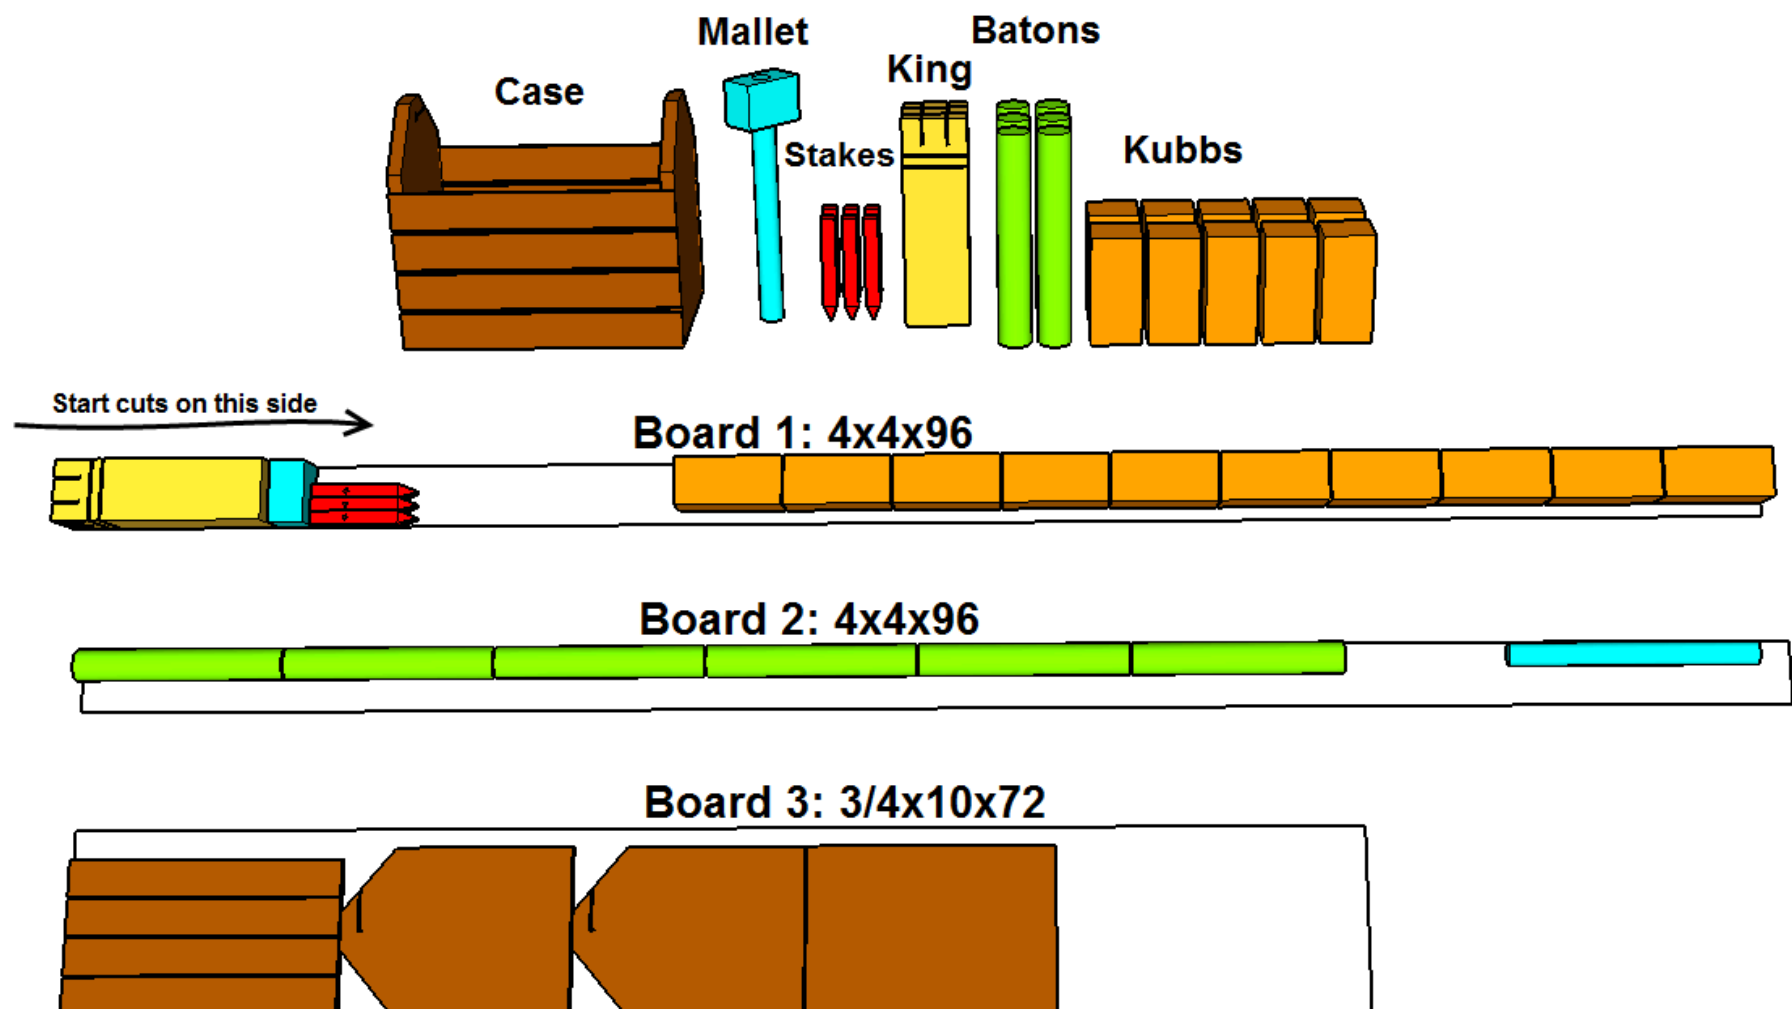 Mallet
Batons
King
Case
Stakes
Kubbs
Start cuts on this side
Board 1: 4x4x96
Board 2: 4x4x96
Board 3: 3/4x10x72